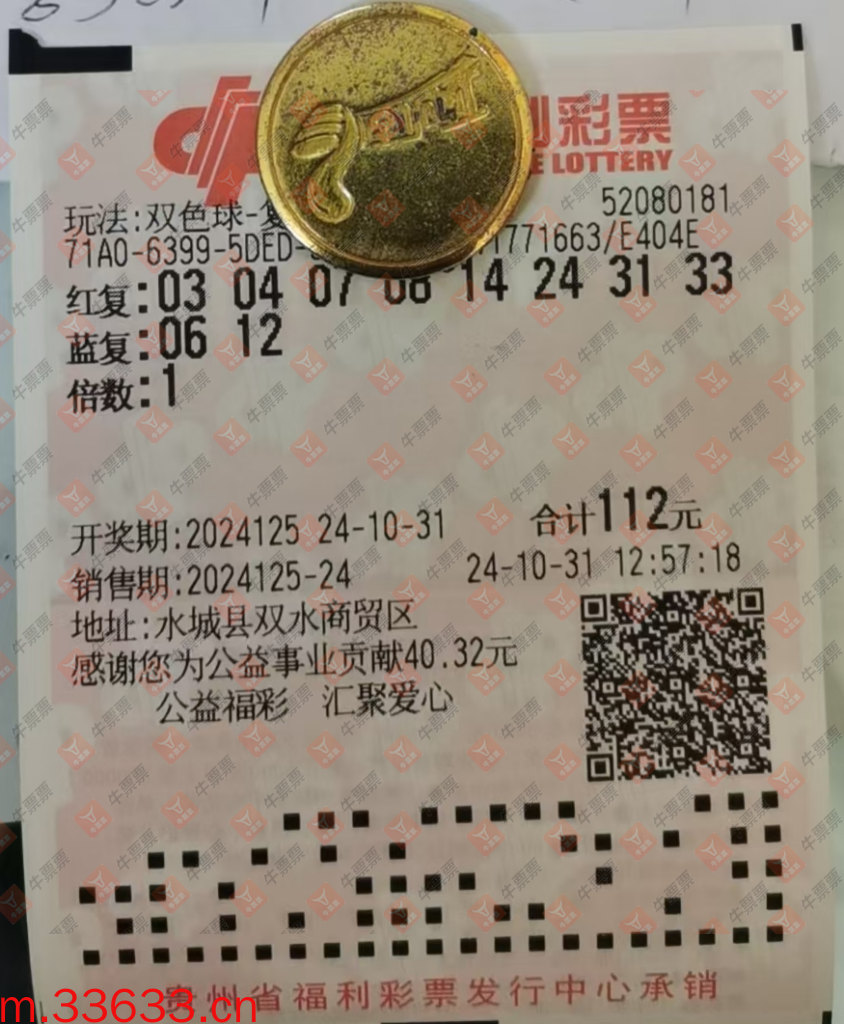 利彩票
E LOTTERY
玩法:双色球-复
52080181
71A0-6399-5DED- 1771663/E404E
红复:03 04 07 08 14 24 31 33
蓝复:06 12
倍数:1
开奖期:2024125 24-10-31 合计112元
销售期:2024125-24 24-10-31 12:57:18
地址:水城县双水商贸区
感谢您为公益事业贡献40.32元
公益福彩 汇聚爱心
贵州省福利彩票发行中心承销
m.33633.cn
牛票票